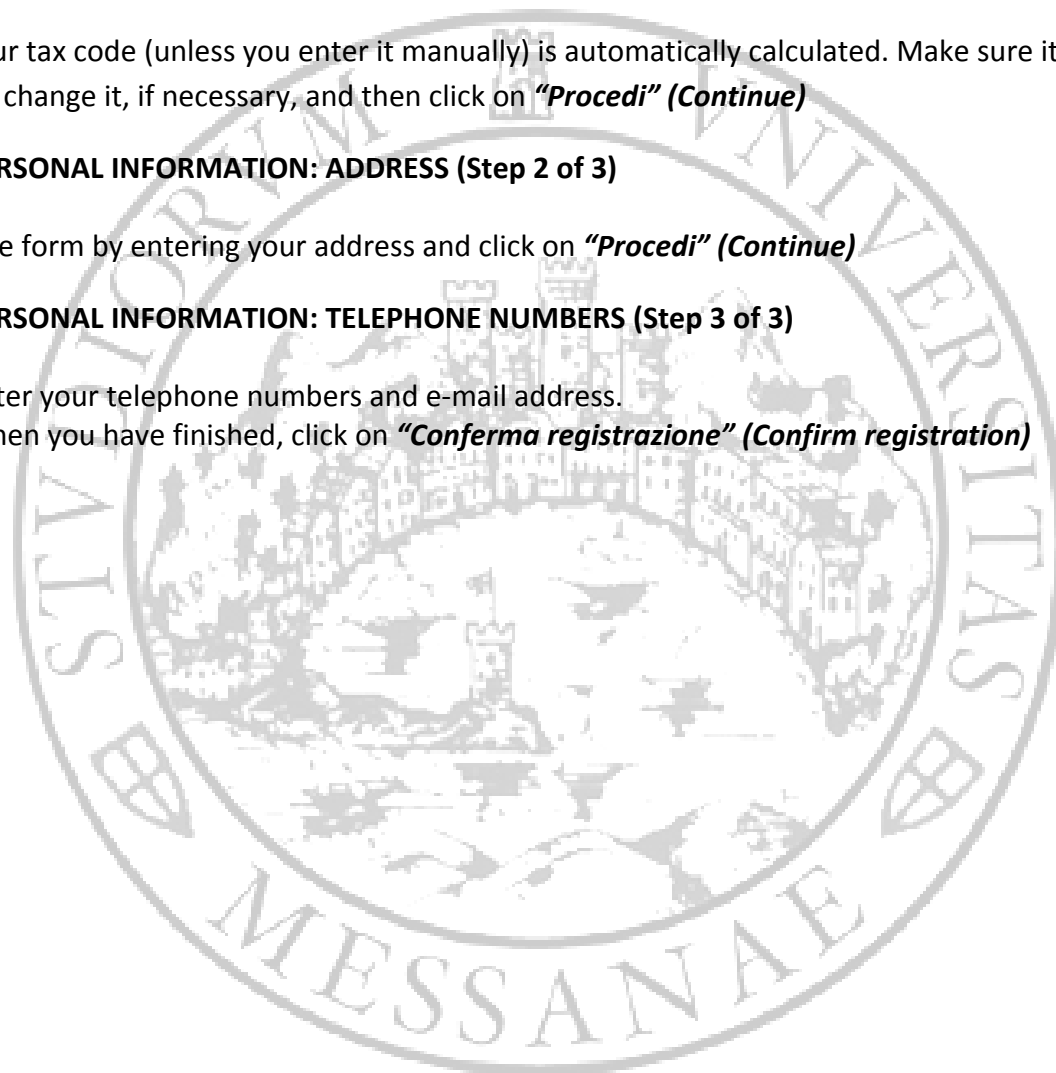 ur tax code (unless you enter it manually) is automatically calculated. Make sure it
change it, if necessary, and then click on “Procedi” (Continue)
RSONAL INFORMATION: ADDRESS (Step 2 of 3)
e form by entering your address and click on “Procedi” (Continue)
RSONAL INFORMATION: TELEPHONE NUMBERS (Step 3 of 3)
ter your telephone numbers and e-mail address.
hen you have finished, click on “Conferma registrazione” (Confirm registration)
STVDIORVM VNIVERSITAS
MESSANAE